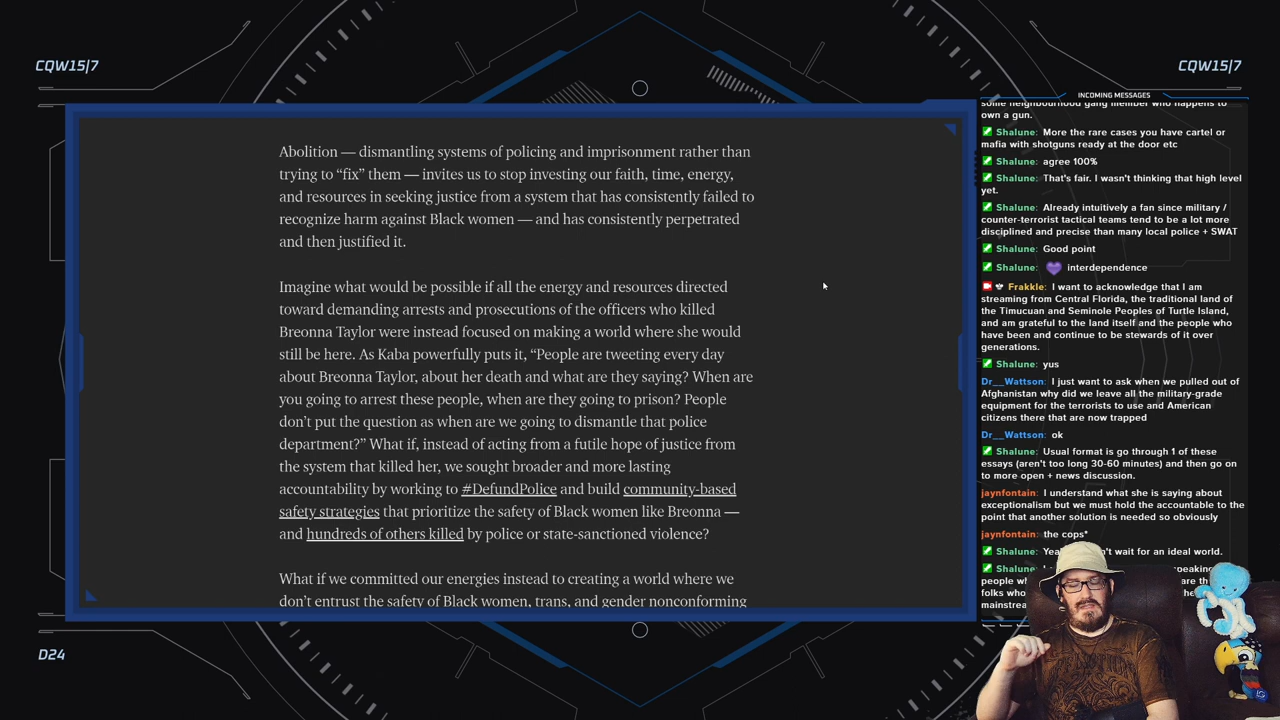 CQW15|7
CQW15|7
Abolition — dismantling systems of policing and imprisonment rather than
trying to “fix” them — invites us to stop investing our faith, time, energy,
and resources in seeking justice from a system that has consistently failed to
recognize harm against Black women — and has consistently perpetrated
and then justified it.
Imagine what would be possible if all the energy and resources directed
toward demanding arrests and prosecutions of the officers who killed
Breonna Taylor were instead focused on making a world where she would
still be here. As Kaba powerfully puts it, “People are tweeting every day
about Breonna Taylor, about her death and what are they saying? When are
you going to arrest these people, when are they going to prison? People
don’t put the question as when are we going to dismantle that police
department?” What if, instead of acting from a futile hope of justice from
the system that killed her, we sought broader and more lasting
accountability by working to #DefundPolice and build community-based
safety strategies that prioritize the safety of Black women like Breonna —
and hundreds of others killed by police or state-sanctioned violence?
What if we committed our energies instead to creating a world where we
don’t entrust the safety of Black women, trans, and gender nonconforming
INCOMING MESSAGES
some neighbourhood gang member who happens to
own a gun.
Shalune: More the rare cases you have cartel or
mafia with shotguns ready at the door etc
Shalune: agree 100%
Shalune: That's fair. I wasn't thinking that high level
yet.
Shalune: Already intuitively a fan since military /
counter-terrorist tactical teams tend to be a lot more
disciplined and precise than many local police + SWAT
Shalune: Good point
Shalune: interdependence
Frakkle: I want to acknowledge that I am
streaming from Central Florida, the traditional land of
the Timucuan and Seminole Peoples of Turtle Island,
and am grateful to the land itself and the people who
have been and continue to be stewards of it over
generations.
Shalune: yus
Dr__Wattson: I just want to ask when we pulled out of
Afghanistan why did we leave all the military-grade
equipment for the terrorists to use and American
citizens there that are now trapped
Dr__Wattson: ok
Shalune: Usual format is go through 1 of these
essays (aren't too long 30-60 minutes) and then go on
to more open + news discussion.
jaynfontain: I understand what she is saying about
exceptionalism but we must hold the accountable to the
point that another solution is needed so obviously
jaynfontain: the cops*
Shalune: wait for an ideal world.
Shalune: speaking
people
folks who
mainstrea
D24